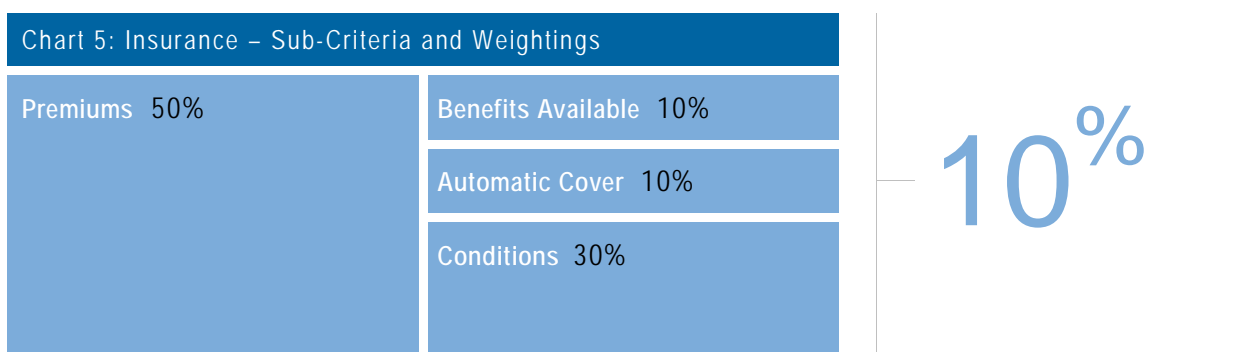 Chart 5: Insurance – Sub-Criteria and Weightings
Premiums 50%
Benefits Available 10%
Automatic Cover 10%
Conditions 30%
10%